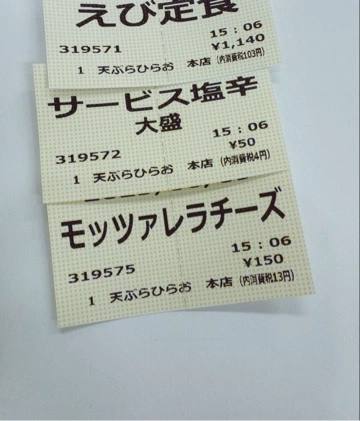 えび定食
15：06
319571
¥1,140
1 天ぷらひらお 本店 (内消費税103円)
サービス塩辛
大盛
15：06
319572
¥50
1 天ぷらひらお 本店 (内消費税4円)
モッツァレラチーズ
15：06
319575
¥150
1 天ぷらひらお 本店 (内消費税13円)